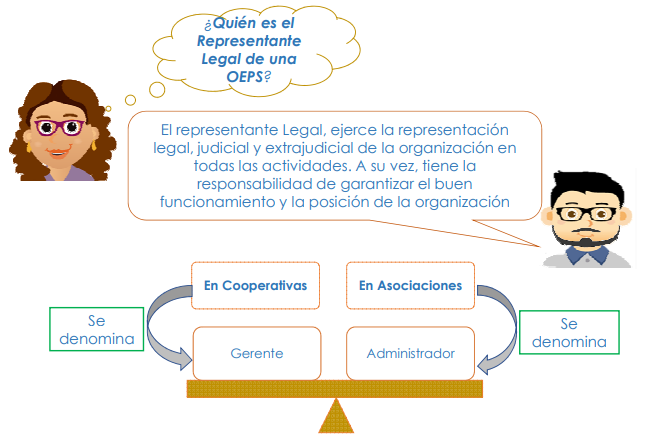 ¿Quién es el
Representante
Legal de una
OEPS?
El representante Legal, ejerce la representación
legal, judicial y extrajudicial de la organización en
todas las actividades. A su vez, tiene la
responsabilidad de garantizar el buen
funcionamiento y la posición de la organización
En Cooperativas
En Asociaciones
Se
denomina
Gerente
Administrador
Se
denomina